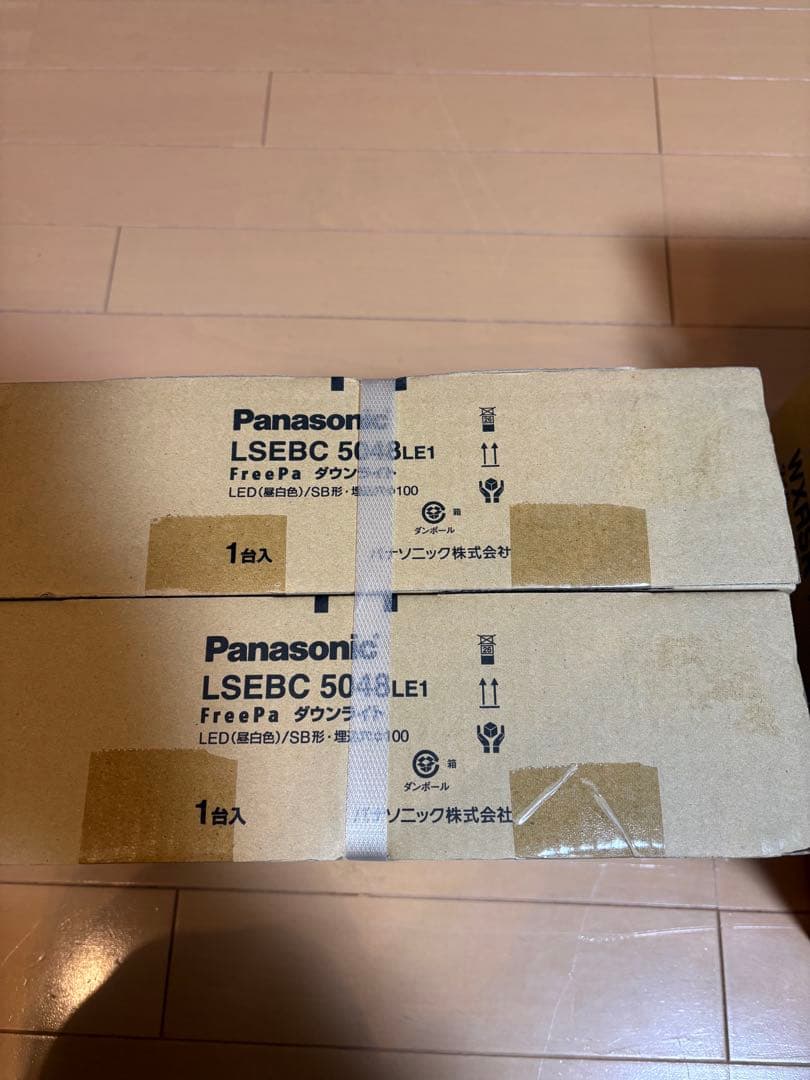 Panasonic
LSEBC 5048LE1
FreePa ダウンライト
LED(昼白色)/SB形・埋込穴φ100
箱
ダンボール
1台入
パナソニック株式会社
Panasonic
LSEBC 5048LE1
FreePa ダウンライト
LED(昼白色)/SB形・埋込穴φ100
箱
ダンボール
1台入
パナソニック株式会社